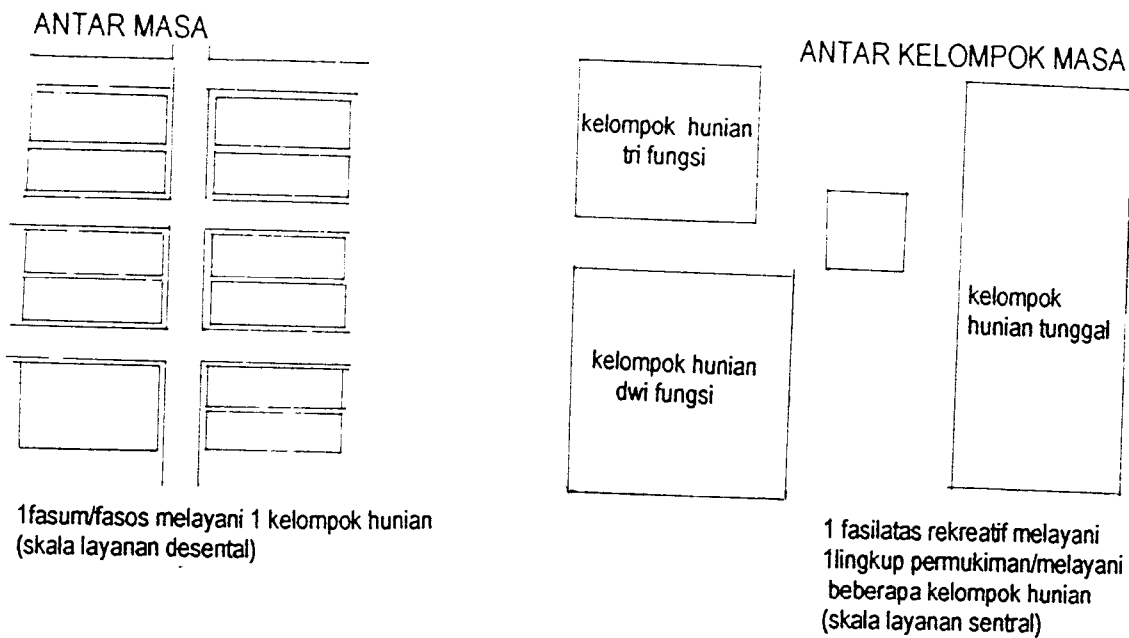 ANTAR MASA
1fasum/fasos melayani 1 kelompok hunian
(skala layanan desental)
ANTAR KELOMPOK MASA
kelompok hunian
tri fungsi
kelompok hunian
dwi fungsi
kelompok
hunian tunggal
1 fasilatas rekreatif melayani
1lingkup permukiman/melayani
beberapa kelompok hunian
(skala layanan sentral)